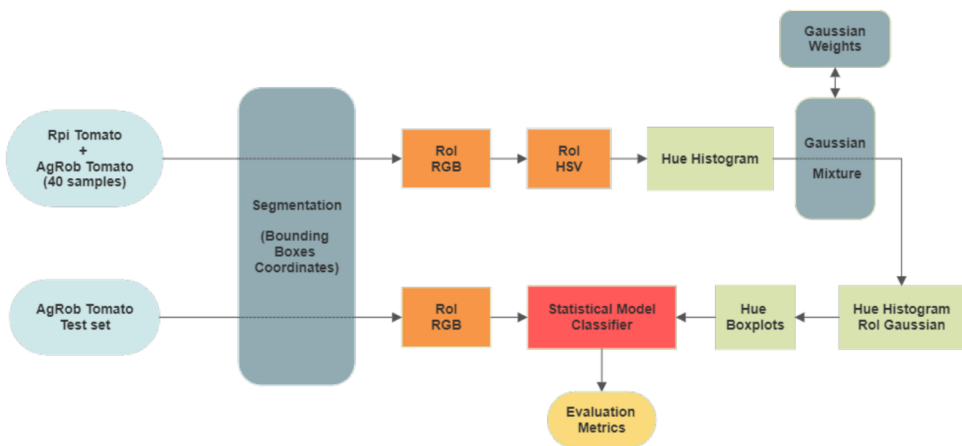 Gaussian
Weights
Rpi Tomato
+
AgRob Tomato
(40 samples)
RoI
RGB
RoI
HSV
Hue Histogram
Gaussian
Mixture
Segmentation
(Bounding
Boxes
Coordinates)
AgRob Tomato
Test set
RoI
RGB
Statistical Model
Classifier
Hue
Boxplots
Hue Histogram
RoI Gaussian
Evaluation
Metrics